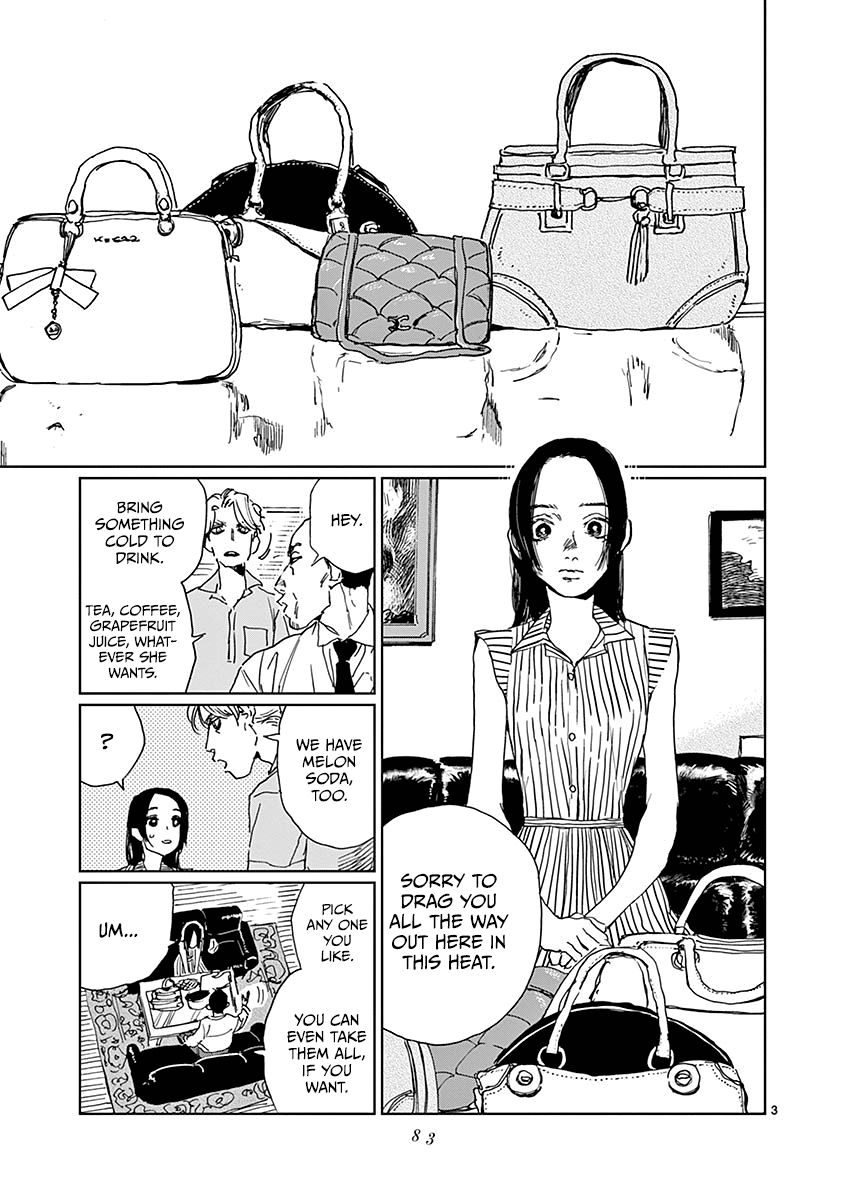 SORRY TO
DRAG YOU
ALL THE WAY
OUT HERE IN
THIS HEAT.
HEY.
BRING
SOMETHING
COLD TO
DRINK.
TEA, COFFEE,
GRAPEFRUIT
JUICE, WHAT-
EVER SHE
WANTS.
WE HAVE
MELON
SODA,
TOO.
?
PICK
ANY ONE
YOU
LIKE.
YOU CAN
EVEN TAKE
THEM ALL,
IF YOU
WANT.
UM...
3
83